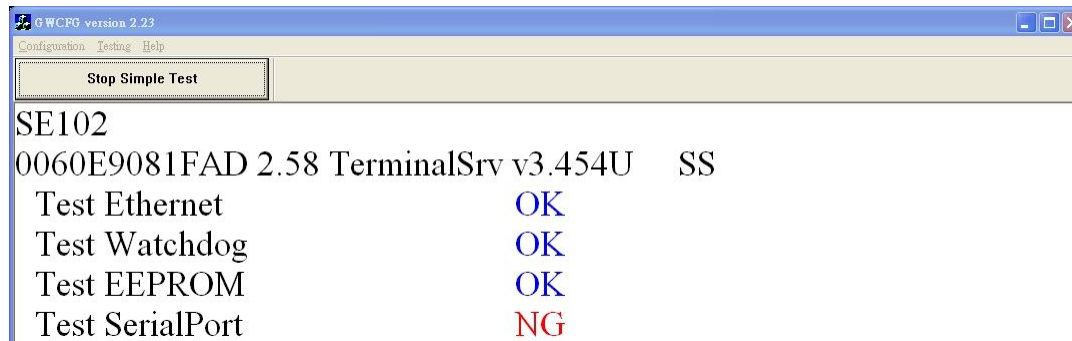 GWCFG version 2.23
Configuration Testing Help
Stop Simple Test
SE102
0060E9081FAD 2.58 TerminalSrv v3.454U SS
Test Ethernet OK
Test Watchdog OK
Test EEPROM OK
Test SerialPort NG